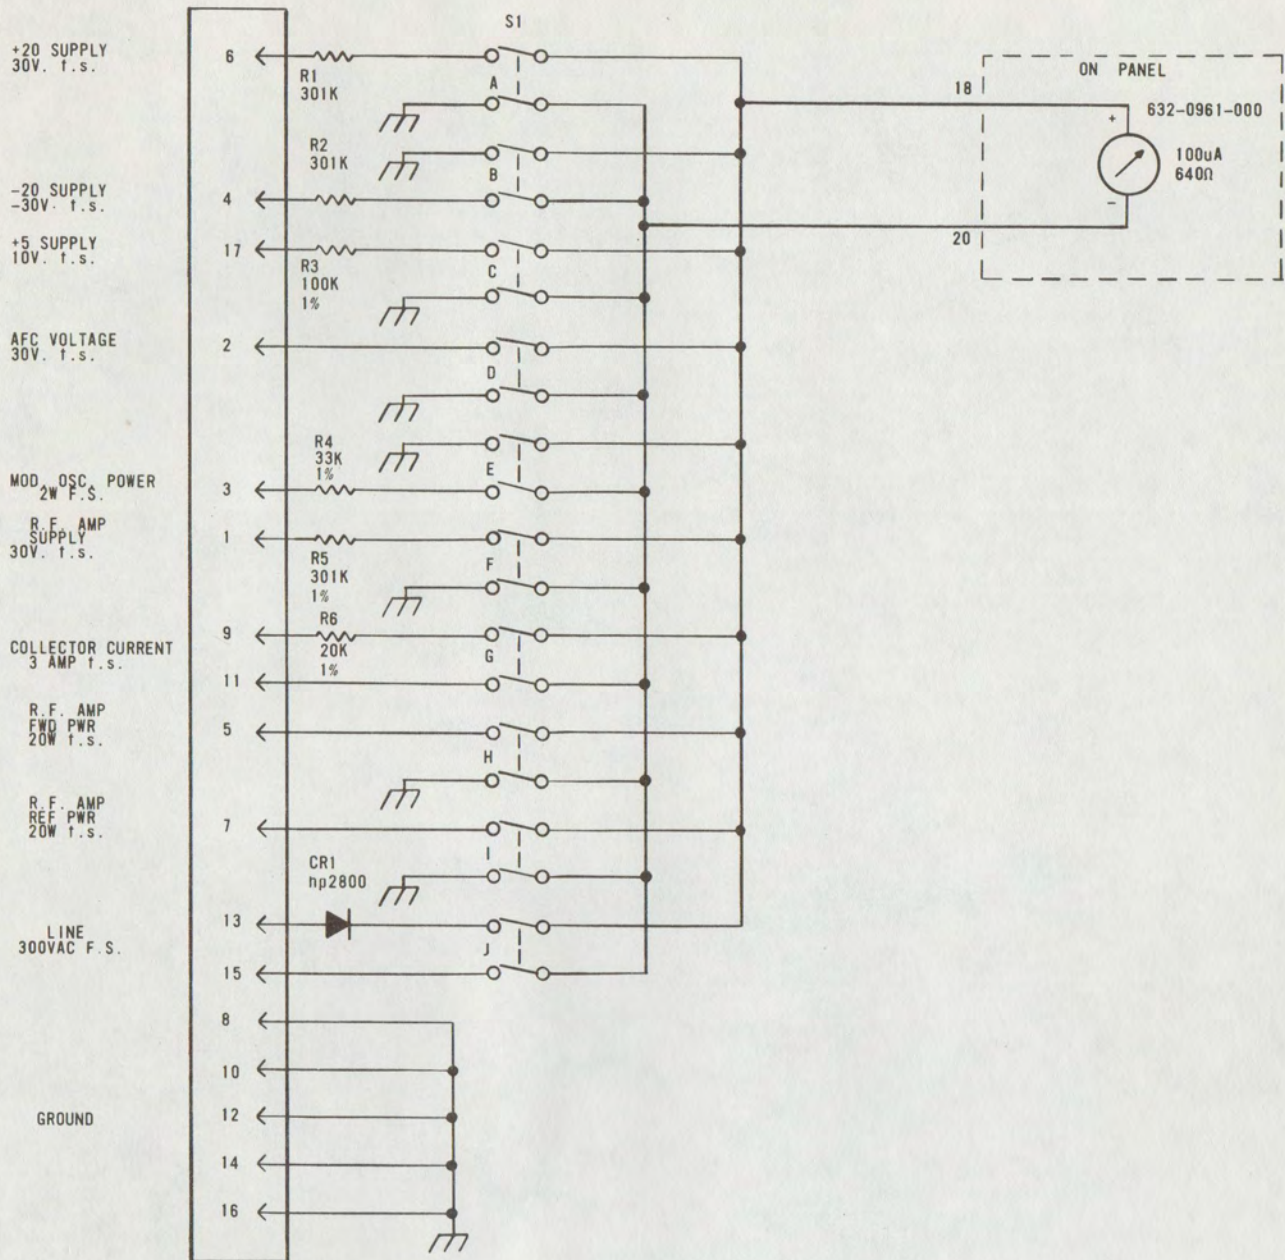 S1
+20 SUPPLY
30V. f.s.
6
R1
301K
A
R2
301K
B
-20 SUPPLY
-30V. f.s.
4
+5 SUPPLY
10V. f.s.
17
R3
100K
1%
C
AFC VOLTAGE
30V. f.s.
2
D
R4
33K
1%
E
MOD. OSC. POWER
2W F.S.
3
R.F. AMP
SUPPLY
30V. f.s.
1
R5
301K
1%
F
R6
20K
1%
9
G
COLLECTOR CURRENT
3 AMP f.s.
11
R.F. AMP
FWD PWR
20W f.s.
5
H
R.F. AMP
REF PWR
20W f.s.
7
I
CR1
hp2800
13
LINE
300VAC F.S.
J
15
8
10
GROUND
12
14
16
ON PANEL
18
632-0961-000
+
100uA
640Ω
-
20